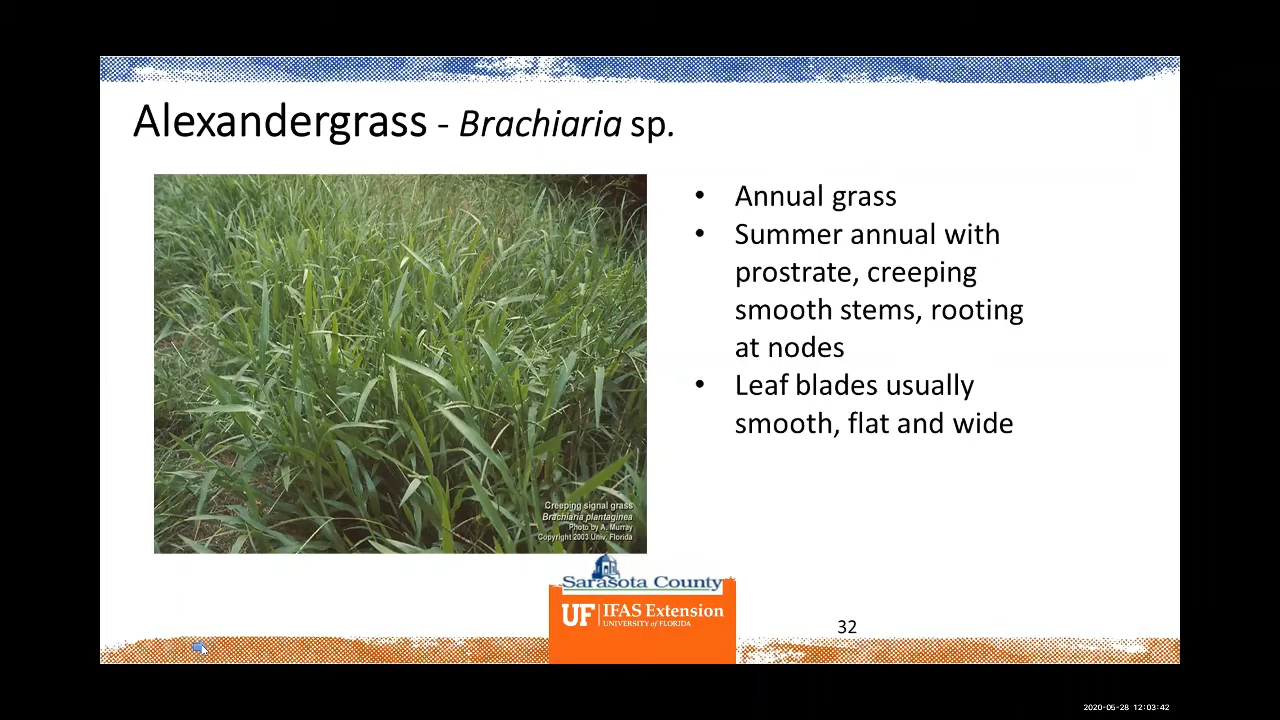 Alexandergrass - Brachiaria sp.
• Annual grass
• Summer annual with
prostrate, creeping
smooth stems, rooting
at nodes
• Leaf blades usually
smooth, flat and wide
Creeping signal grass
Brachiaria plantaginea
Photo by A. Murray
Copyright 2003 Univ. Florida
Sarasota County
UF | IFAS Extension
UNIVERSITY of FLORIDA
32
2020-05-28 12:03:42